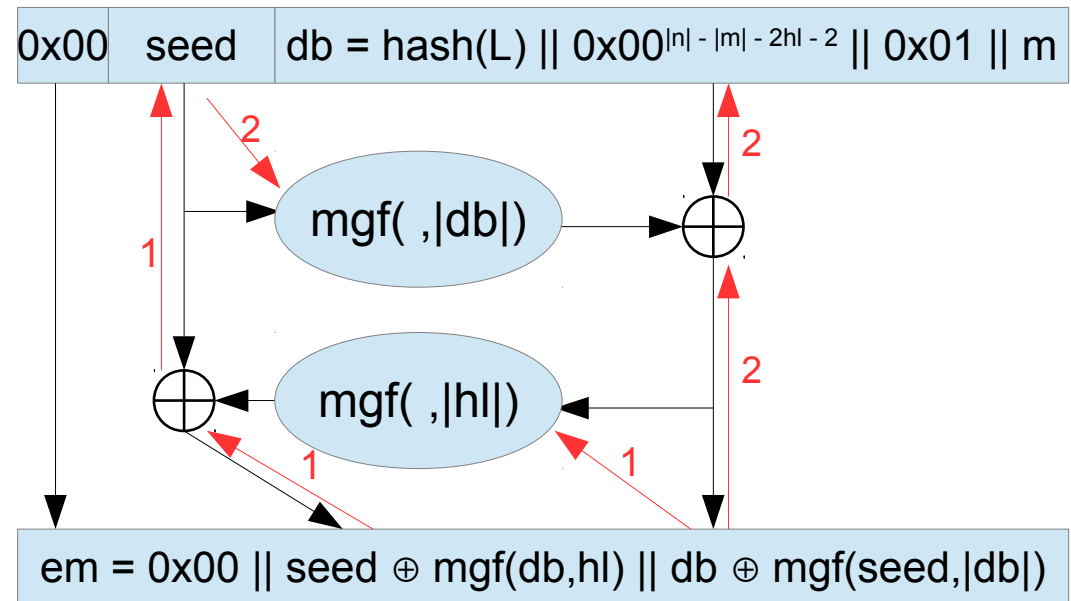 0x00 seed db = hash(L) || 0x00|n| - |m| - 2hl - 2 || 0x01 || m
2
2
mgf( ,|db|)
1
2
mgf( ,|hl|)
1
1
em = 0x00 || seed ⊕ mgf(db,hl) || db ⊕ mgf(seed,|db|)